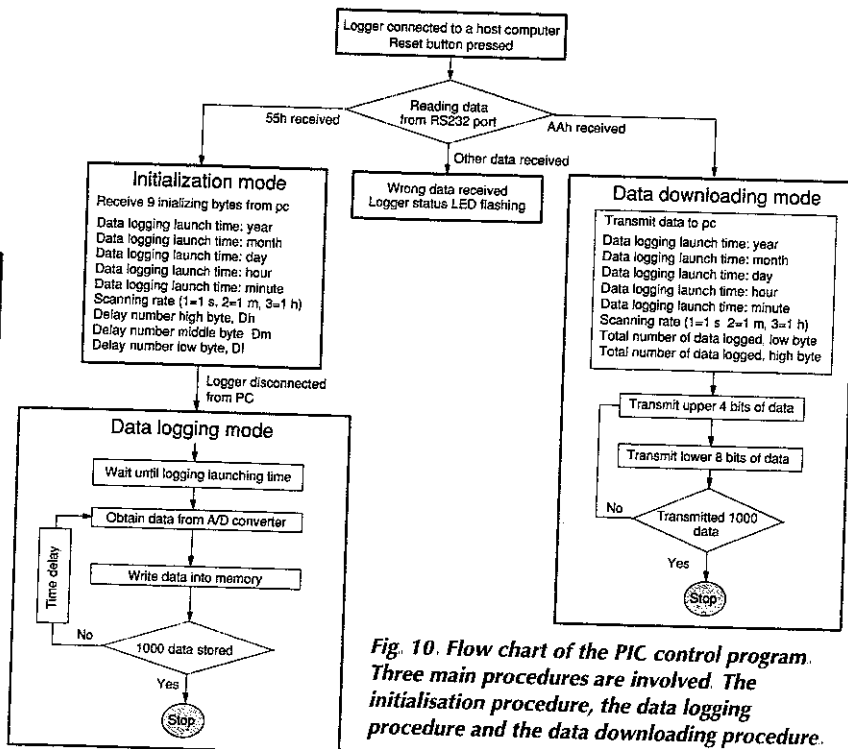 Logger connected to a host computer
Reset button pressed
Reading data
from RS232 port
55h received
AAh received
Other data received
Wrong data received
Logger status LED flashing
Initialization mode
Receive 9 inializing bytes from pc
Data logging launch time: year
Data logging launch time: month
Data logging launch time: day
Data logging launch time: hour
Data logging launch time: minute
Scanning rate (1=1 s, 2=1 m, 3=1 h)
Delay number high byte, Dh
Delay number middle byte Dm
Delay number low byte, Dl
Logger disconnected
from PC
Data logging mode
Wait until logging launching time
Obtain data from A/D converter
Time delay
Write data into memory
No
1000 data stored
Yes
Stop
Data downloading mode
Transmit data to pc
Data logging launch time: year
Data logging launch time: month
Data logging launch time: day
Data logging launch time: hour
Data logging launch time: minute
Scanning rate (1=1 s 2=1 m, 3=1 h)
Total number of data logged, low byte
Total number of data logged, high byte
Transmit upper 4 bits of data
Transmit lower 8 bits of data
No
Transmitted 1000
data
Yes
Stop
Fig. 10. Flow chart of the PIC control program.
Three main procedures are involved. The
initialisation procedure, the data logging
procedure and the data downloading procedure.